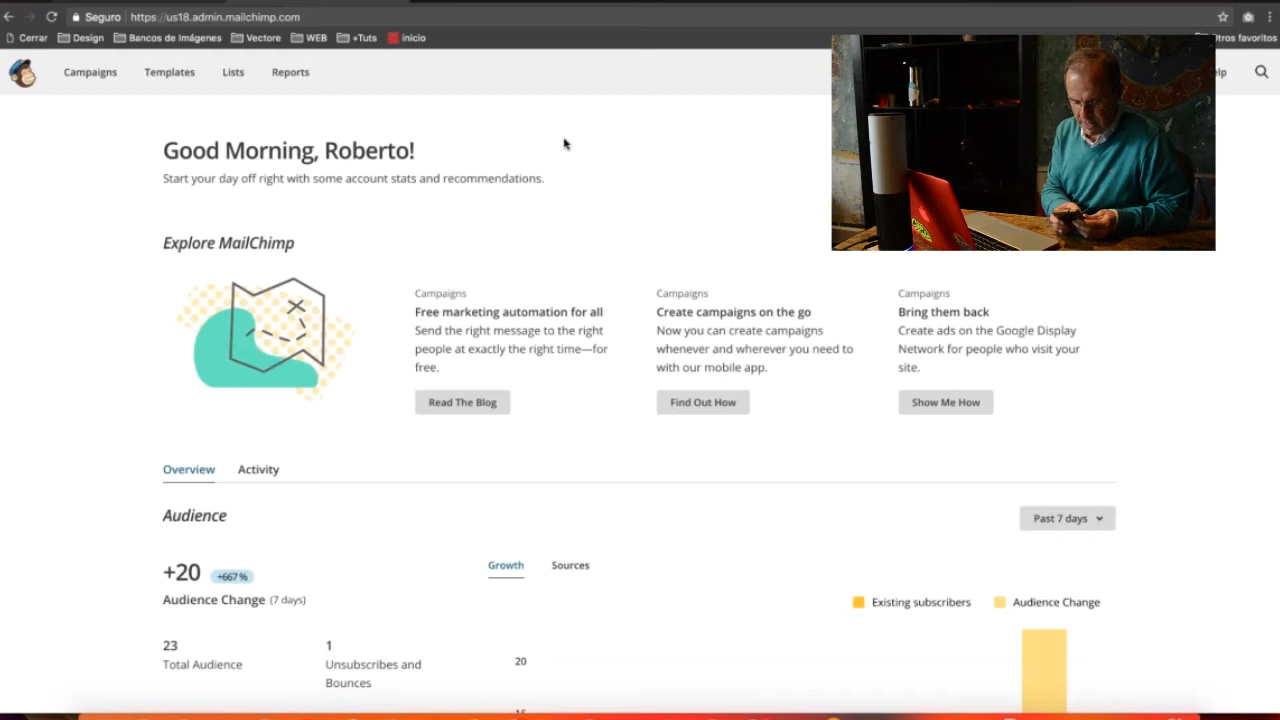 Seguro
https://us18.admin.mailchimp.com
Cerrar Design Bancos de Imágenes Vectore WEB +Tuts inicio
otros favoritos
Campaigns Templates Lists Reports
Good Morning, Roberto!
Start your day off right with some account stats and recommendations.
Explore MailChimp
Campaigns
Free marketing automation for all
Send the right message to the right
people at exactly the right time—for
free.
Read The Blog
Campaigns
Create campaigns on the go
Now you can create campaigns
whenever and wherever you need to
with our mobile app.
Find Out How
Campaigns
Bring them back
Create ads on the Google Display
Network for people who visit your
site.
Show Me How
Overview Activity
Audience
Past 7 days
+20 +667%
Audience Change (7 days)
Growth Sources
Existing subscribers Audience Change
23
Total Audience
1
Unsubscribes and
Bounces
20